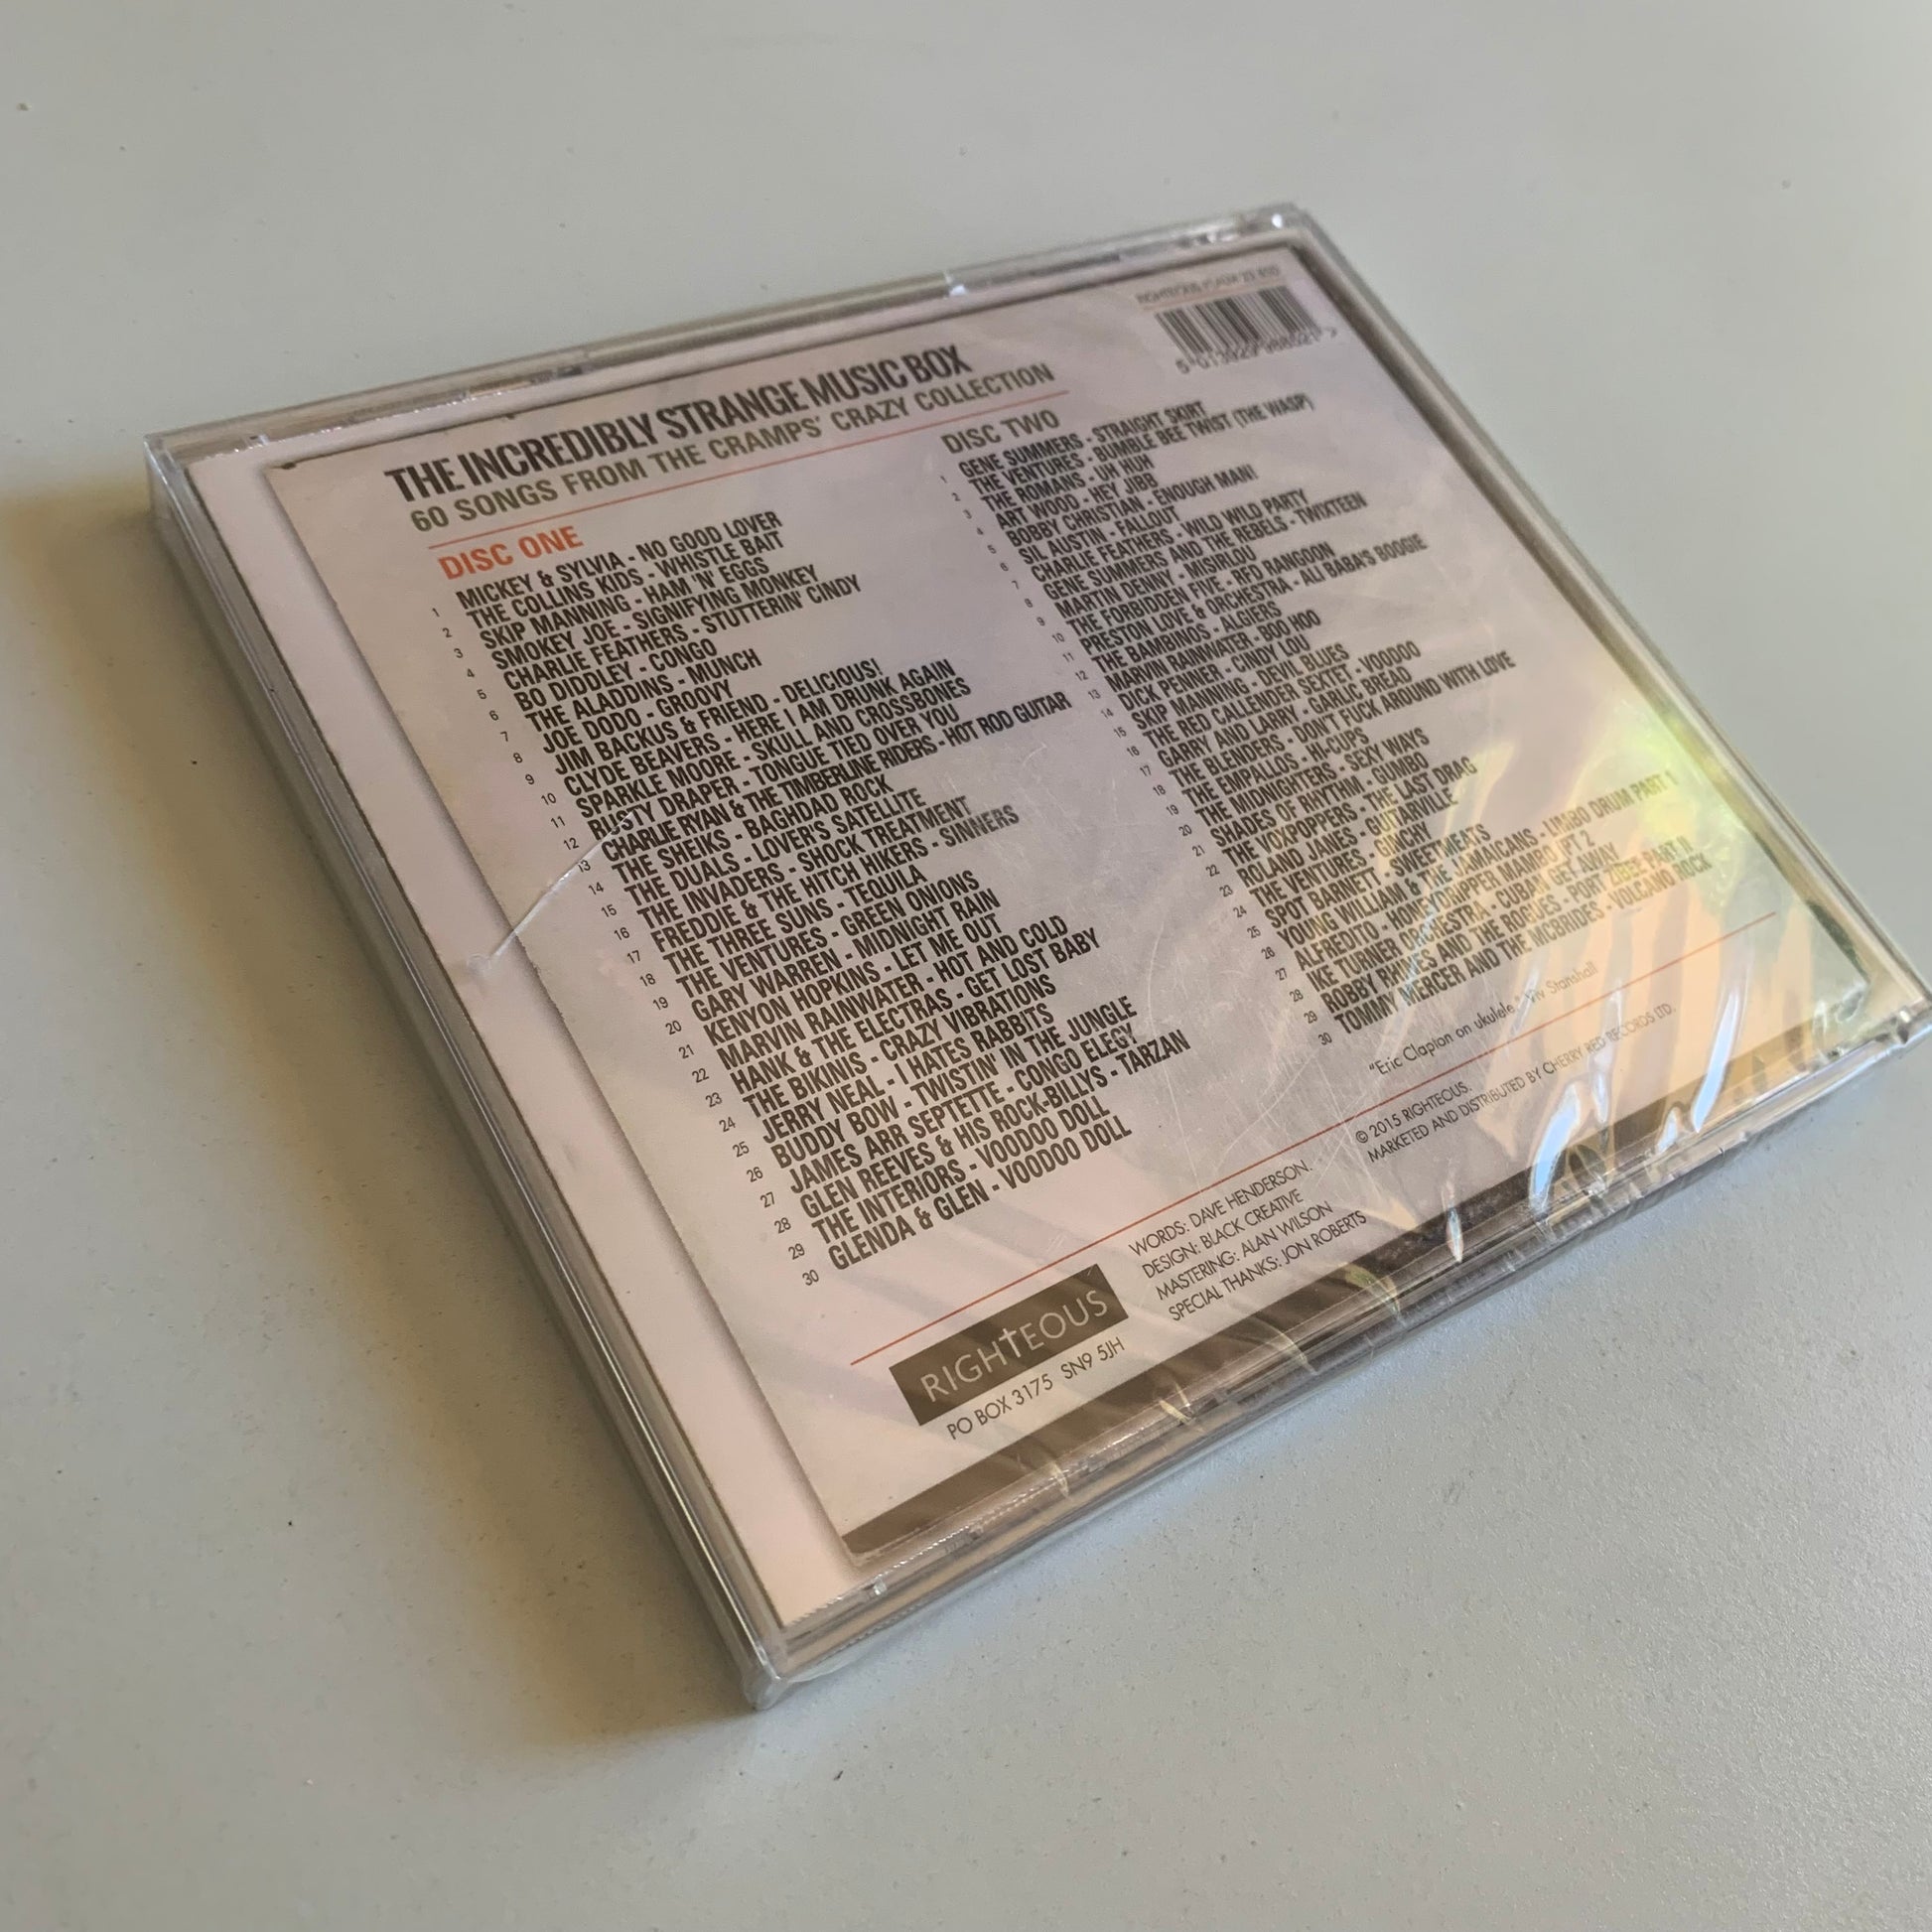 THE INCREDIBLY STRANGE MUSIC BOX
60 SONGS FROM THE CRAMPS' CRAZY COLLECTION
DISC ONE
1 MICKEY & SYLVIA - NO GOOD LOVER
2 THE COLLINS KIDS - WHISTLE BAIT
3 SKIP MANNING - HAM 'N' EGGS
4 SMOKEY JOE - SIGNIFYING MONKEY
5 CHARLIE FEATHERS - STUTTERIN' CINDY
6 BO DIDDLEY - CONGO
7 THE ALADDINS - MUNCH
8 JOE DODO - GROOVY
9 JIM BACKUS & FRIEND - DELICIOUS!
10 CLYDE BEAVERS - HERE I AM DRUNK AGAIN
11 SPARKLE MOORE - SKULL AND CROSSBONES
12 RUSTY DRAPER - TONGUE TIED OVER YOU
13 CHARLIE RYAN & THE TIMBERLINE RIDERS - HOT ROD GUITAR
14 THE SHEIKS - BAGHDAD ROCK
15 THE DUALS - LOVER'S SATELLITE
16 THE INVADERS - SHOCK TREATMENT
17 FREDDIE & THE HITCH HIKERS - SINNERS
18 THE THREE SUNS - TEQUILA
19 THE VENTURES - GREEN ONIONS
20 GARY WARREN - MIDNIGHT RAIN
21 KENYON HOPKINS - LET ME OUT
22 MARVIN RAINWATER - HOT AND COLD
23 HANK & THE ELECTRAS - GET LOST BABY
24 THE BIKINIS - CRAZY VIBRATIONS
25 JERRY NEAL - I HATES RABBITS
26 BUDDY BOW - TWISTIN' IN THE JUNGLE
27 JAMES ARR SEPTETTE - CONGO ELEGY
28 GLEN REEVES & HIS ROCK-BILLYS - TARZAN
29 THE INTERIORS - VOODOO DOLL
30 GLENDA & GLEN - VOODOO DOLL
DISC TWO
1 GENE SUMMERS - STRAIGHT SKIRT
2 THE VENTURES - BUMBLE BEE TWIST (THE WASP)
3 THE ROMANS - UH HUH
4 ART WOOD - HEY JIBB
5 BOBBY CHRISTIAN - ENOUGH MAN!
6 SIL AUSTIN - FALLOUT
7 CHARLIE FEATHERS - WILD WILD PARTY
8 GENE SUMMERS AND THE REBELS - TWIXTEEN
9 MARTIN DENNY - MISIRLOU
10 THE FORBIDDEN FIVE - RFD RANGOON
11 PRESTON LOVE & ORCHESTRA - ALI BABA'S BOOGIE
12 THE BAMBINOS - ALGIERS
13 MARVIN RAINWATER - BOO HOO
14 DICK PENNER - CINDY LOU
15 SKIP MANNING - DEVIL BLUES
16 THE RED CALLENDER SEXTET - VOODOO
17 GARRY AND LARRY - GARLIC BREAD
18 THE BLENDERS - DON'T FUCK AROUND WITH LOVE
19 THE EMPALLOS - HI-CUPS
20 THE MIDNIGHTERS - SEXY WAYS
21 SHADES OF RHYTHM - GUMBO
22 THE VOXPOPPERS - THE LAST DRAG
23 ROLAND JANES - GUITARVILLE
24 THE VENTURES - GINCHY
25 SPOT BARNETT - SWEETMEATS
26 YOUNG WILLIAM & THE JAMAICANS - LIMBO DRUM PART 1
27 ALFREDITO - HONEYDRIPPER MAMBO PT 2
28 IKE TURNER ORCHESTRA - CUBAN GET AWAY
29 BOBBY RHINES AND THE ROGUES - PORT ZIBEE PART II
30 TOMMY MERCER AND THE MCBRIDES - VOLCANO ROCK
"Eric Clapton on ukulele." Viv Stanshall
RIGHTEOUS
PO BOX 3175 SN9 5JH
WORDS: DAVE HENDERSON.
DESIGN: BLACK CREATIVE
MASTERING: ALAN WILSON
SPECIAL THANKS: JON ROBERTS
© 2015 RIGHTEOUS.
MARKETED AND DISTRIBUTED BY CHERRY RED RECORDS LTD.